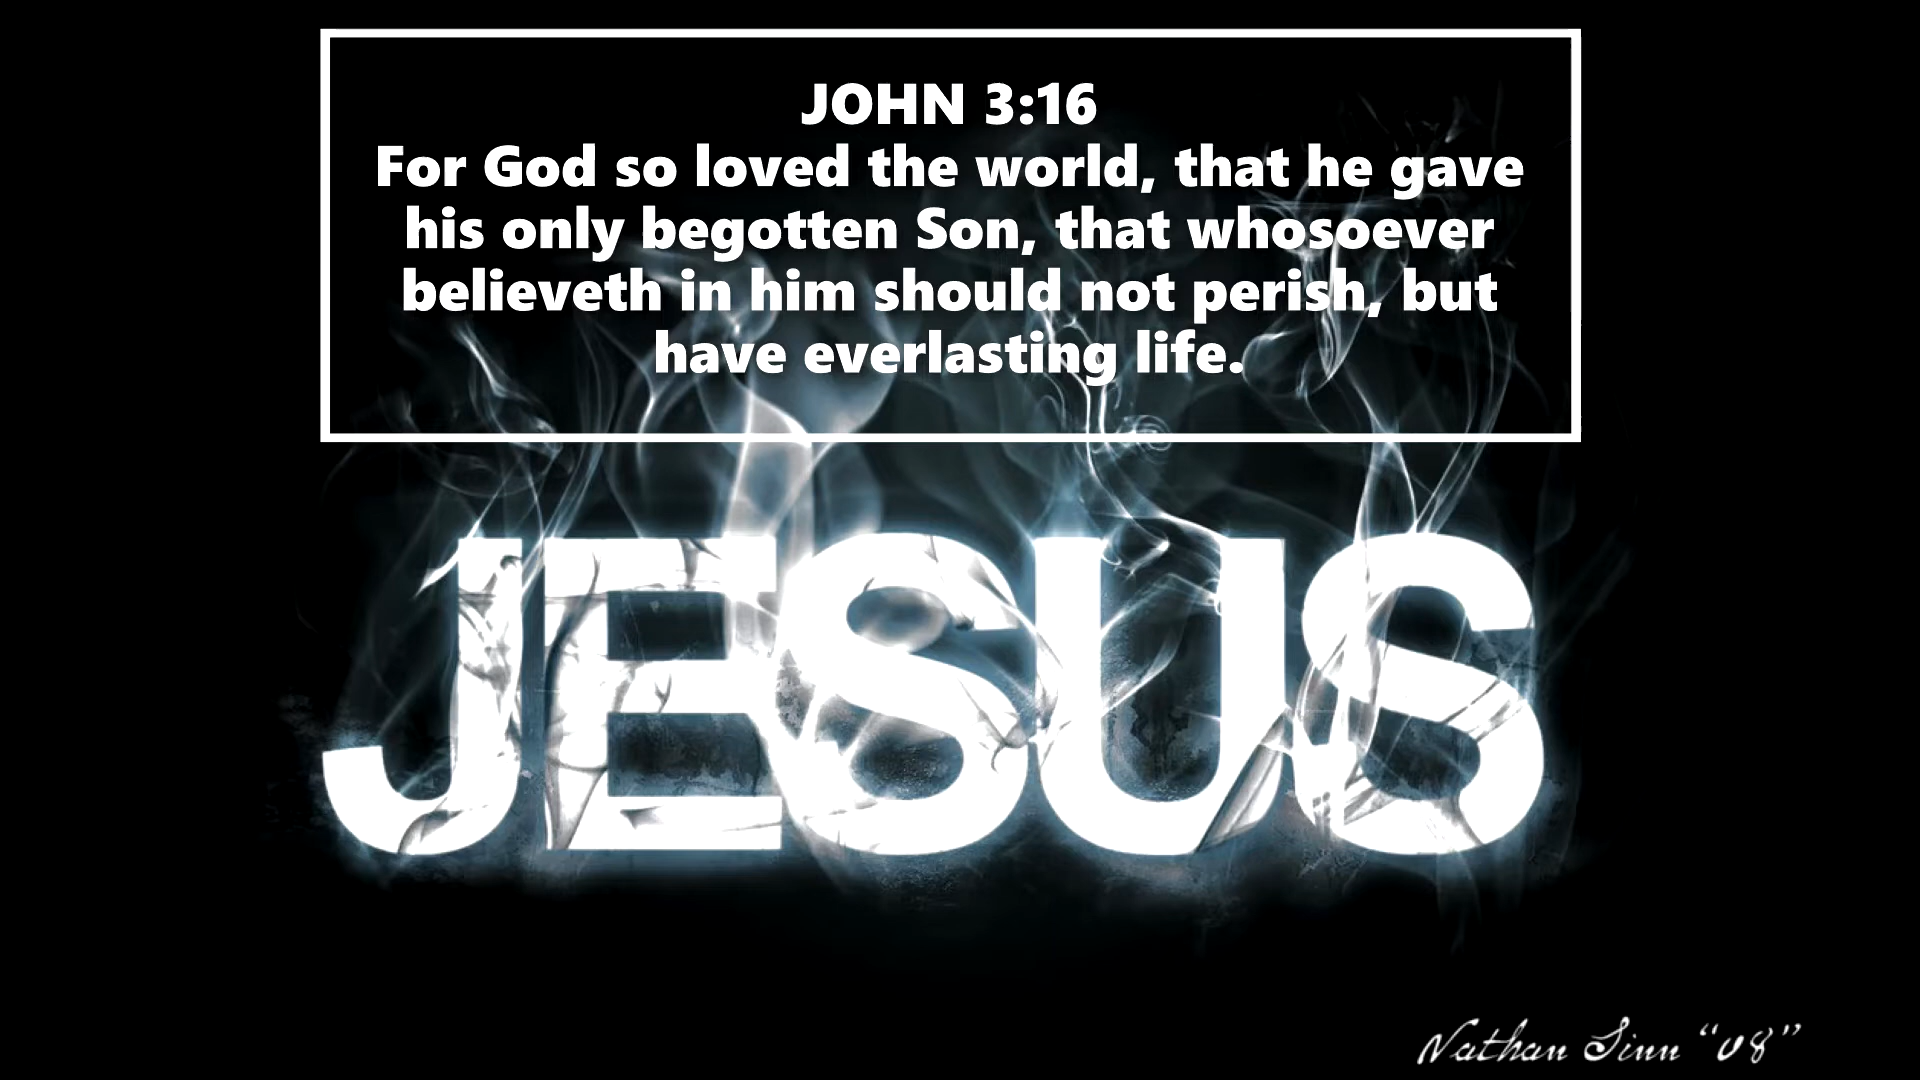 JOHN 3:16
For God so loved the world, that he gave
his only begotten Son, that whosoever
believeth in him should not perish, but
have everlasting life.
JESUS
Nathan Sinn “08”